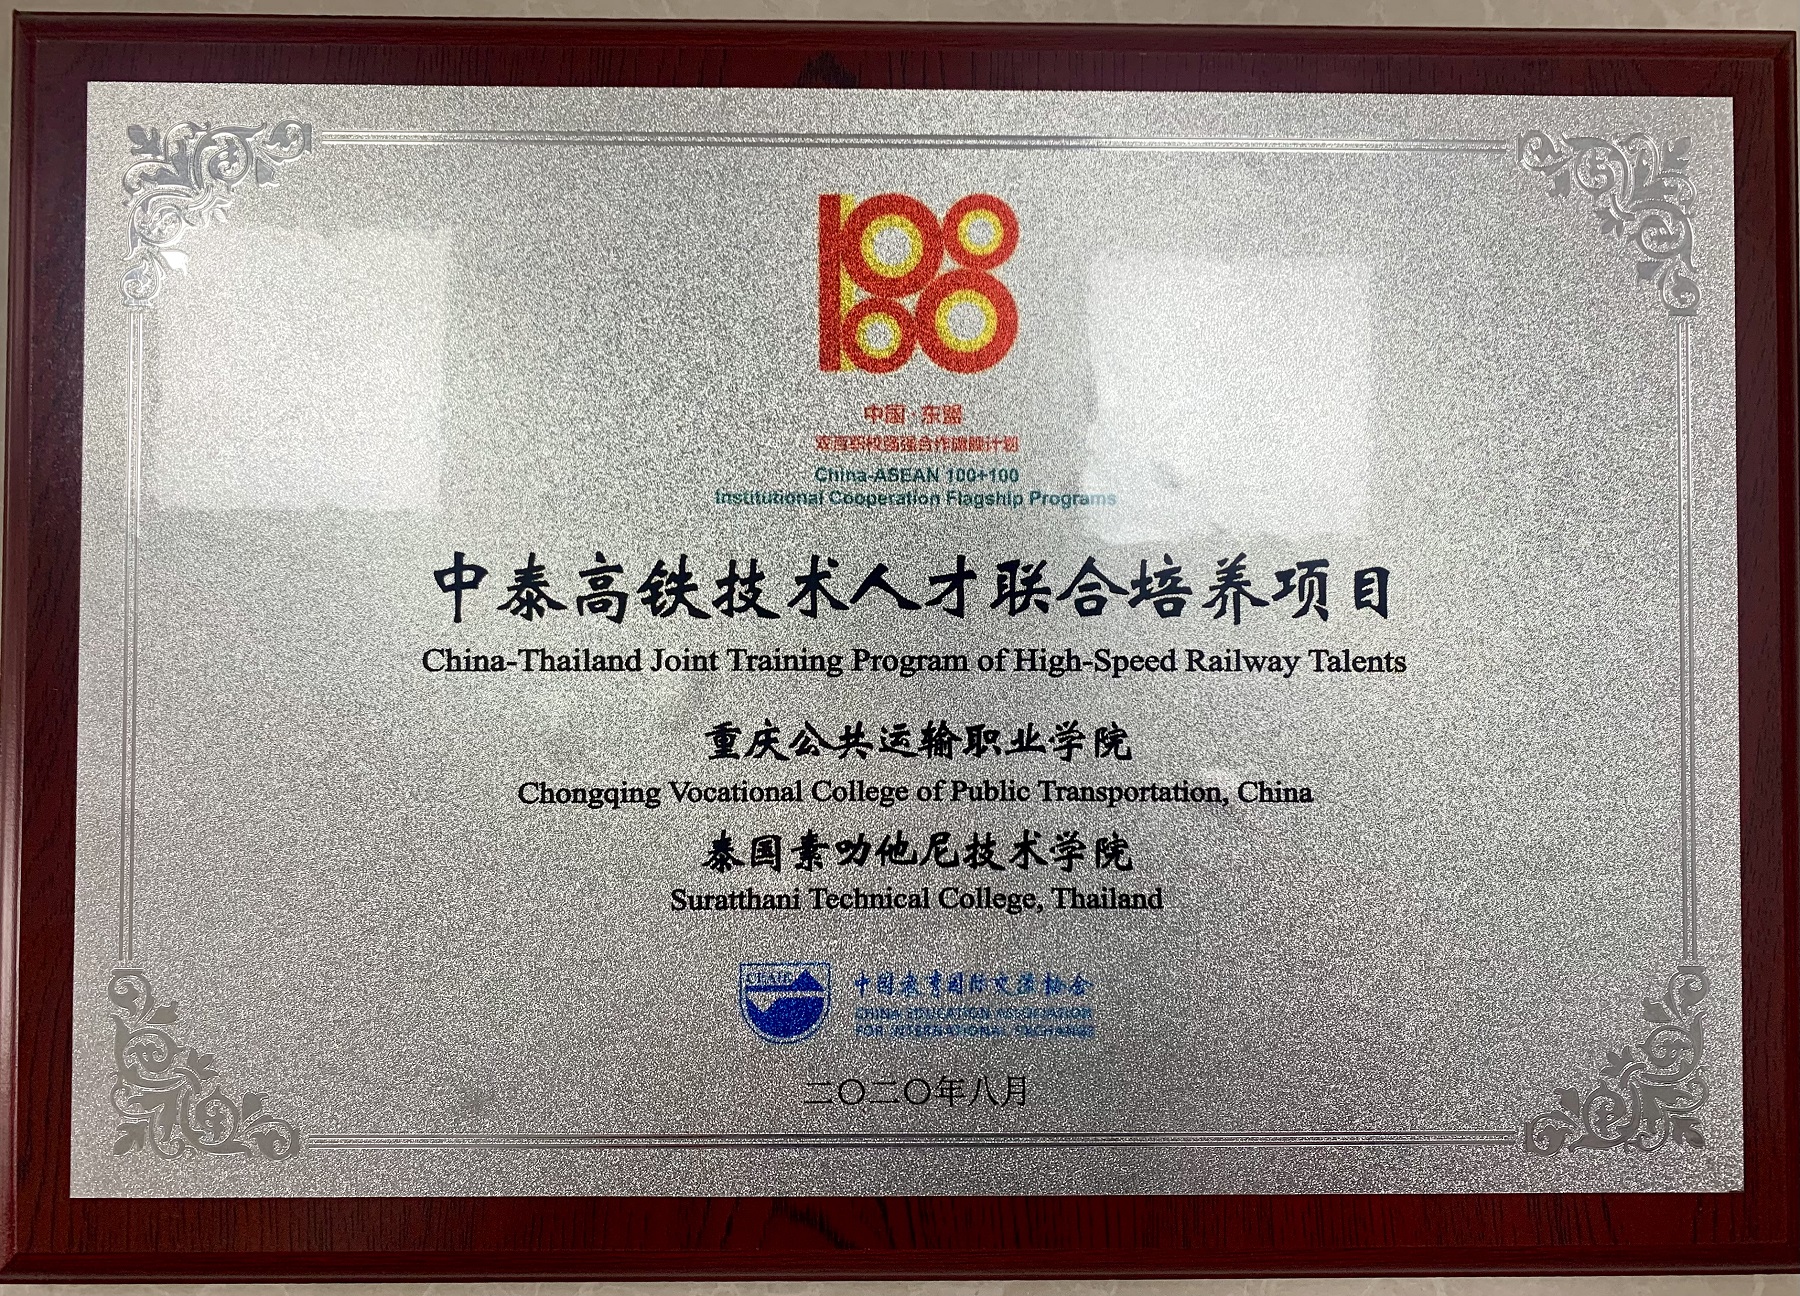 100
100
中国·东盟
双百职校强强合作旗舰计划
China-ASEAN 100+100
Institutional Cooperation Flagship Programs
中泰高铁技术人才联合培养项目
China-Thailand Joint Training Program of High-Speed Railway Talents
重庆公共运输职业学院
Chongqing Vocational College of Public Transportation, China
泰国素叻他尼技术学院
Suratthani Technical College, Thailand
CEAIE
中国教育国际交流协会
CHINA EDUCATION ASSOCIATION
FOR INTERNATIONAL EXCHANGE
二〇二〇年八月